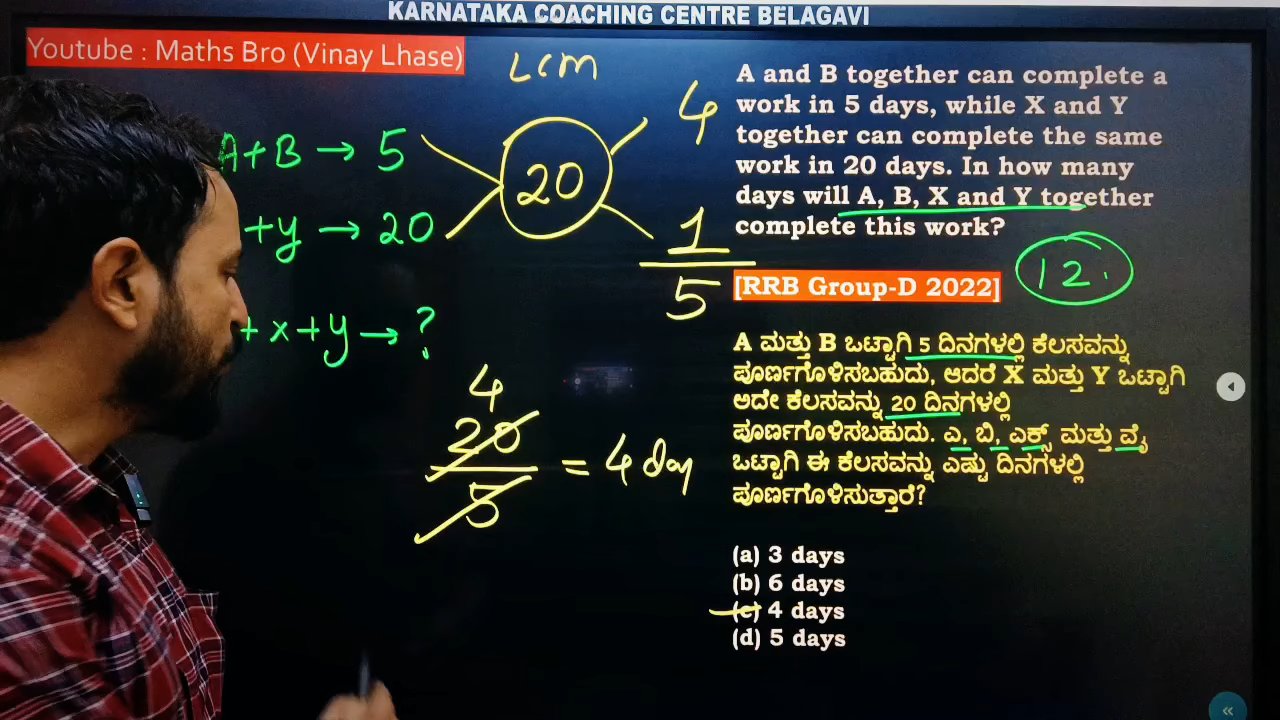 KARNATAKA COACHING CENTRE BELAGAVI
Youtube : Maths Bro (Vinay Lhase)
LCM
A+B → 5
+y → 20
20
4
1
5
+ x + y → ?
4
20
5
= 4 day
A and B together can complete a
work in 5 days, while X and Y
together can complete the same
work in 20 days. In how many
days will A, B, X and Y together
complete this work?
[RRB Group-D 2022]
12.
A ಮತ್ತು B ಒಟ್ಟಾಗಿ 5 ದಿನಗಳಲ್ಲಿ ಕೆಲಸವನ್ನು
ಪೂರ್ಣಗೊಳಿಸಬಹುದು, ಆದರೆ X ಮತ್ತು Y ಒಟ್ಟಾಗಿ
ಅದೇ ಕೆಲಸವನ್ನು 20 ದಿನಗಳಲ್ಲಿ
ಪೂರ್ಣಗೊಳಿಸಬಹುದು. ಎ, ಬಿ, ಎಕ್ಸ್ ಮತ್ತು ವೈ
ಒಟ್ಟಾಗಿ ಈ ಕೆಲಸವನ್ನು ಎಷ್ಟು ದಿನಗಳಲ್ಲಿ
ಪೂರ್ಣಗೊಳಿಸುತ್ತಾರೆ?
(a) 3 days
(b) 6 days
(c) 4 days
(d) 5 days